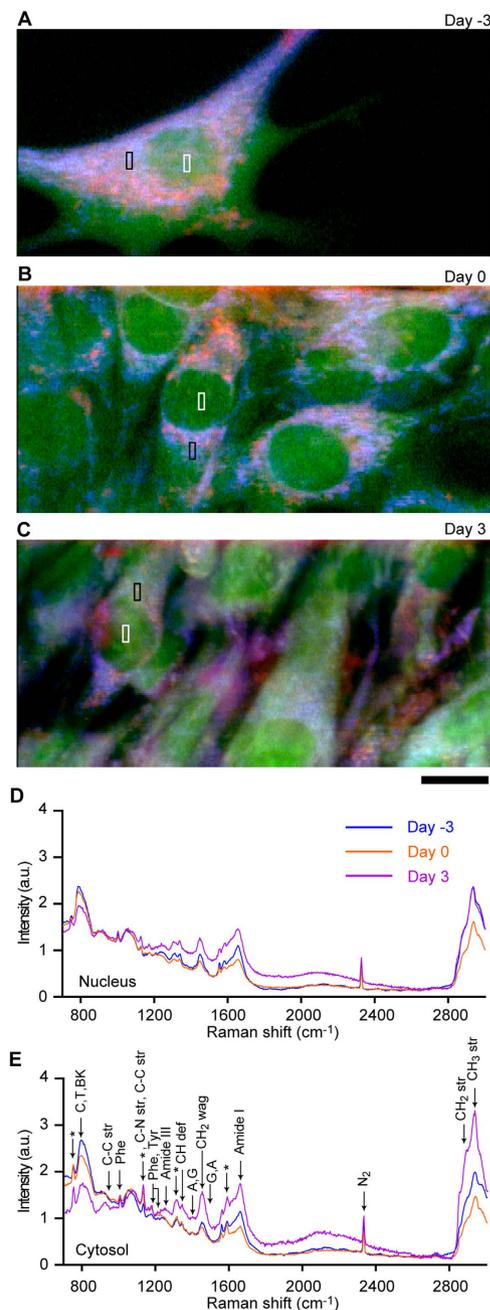 A
Day -3
B
Day 0
C
Day 3
D
4
3
2
1
0
Intensity (a.u.)
Day -3
Day 0
Day 3
Nucleus
800 1200 1600 2000 2400 2800
Raman shift (cm-1)
E
4
3
2
1
0
Intensity (a.u.)
*
C,T,BK
C-C str
Phe
*
C-N str, C-C str
Phe, Tyr
Amide III
*
CH def
A,G
CH2 wag
G,A
*
Amide I
N2
CH2 str
CH3 str
Cytosol
800 1200 1600 2000 2400 2800
Raman shift (cm-1)